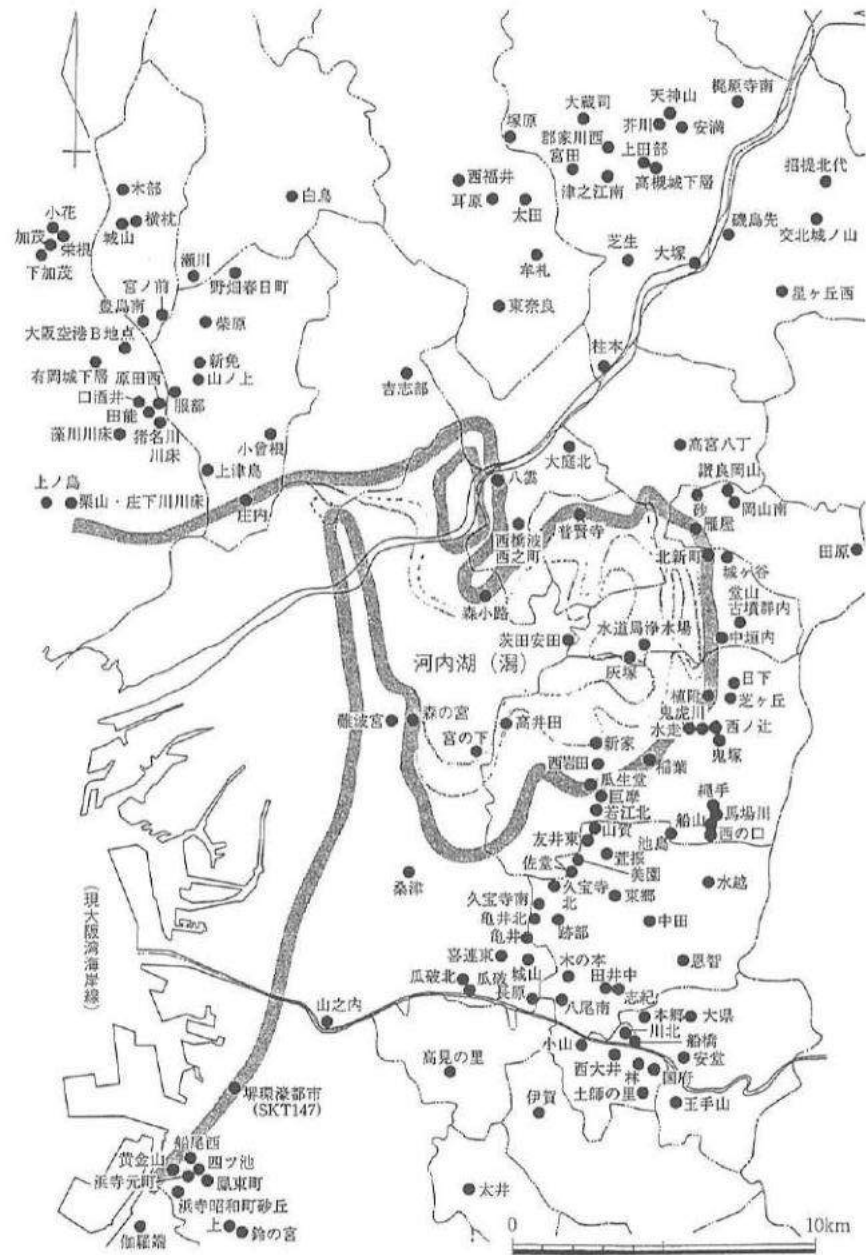 梶原寺南
天神山
大蔵司
芥川
安満
塚原
郡家川西
上田部
宮田
招提北代
西福井
津之江南
高槻城下層
木部
白島
耳原
太田
小花
横枕
磯島先
交北城ノ山
加茂
栄根
城山
芝生
大塚
下加茂
瀬川
牟礼
宮ノ前
野畑春日町
星ヶ丘西
豊島南
東奈良
柴原
大阪空港B地点
新免
柱本
有岡城下層
原田西
山ノ上
吉志部
口酒井
服部
田能
猪名川
川床
藻川川床
小曽根
高宮八丁
大庭北
上津島
讃良岡山
上ノ島
八雲
砂
栗山・庄下川川床
庄内
岡山南
雁屋
西橋波
西之町
普賢寺
田原
北新町
城ヶ谷
堂山
古墳群内
森小路
水道局浄水場
茨田安田
中垣内
河内湖(潟)
灰塚
日下
植附
芝ヶ丘
鬼虎川
難波宮
森の宮
高井田
水走
西ノ辻
宮の下
新家
鬼塚
西岩田
稲葉
瓜生堂
巨摩
縄手
若江北
船山
馬場川
山賀
友井東
池島
西の口
萱振
佐堂
美園
(現大阪湾海岸線)
桑津
水越
久宝寺
北
東郷
久宝寺南
亀井北
中田
跡部
亀井
喜連東
恩智
木の本
瓜破北
瓜破
城山
田井中
長原
志紀
八尾南
山之内
本郷
大県
川北
小山
船橋
高見の里
西大井
安堂
林
国府
堺環濠都市
(SKT147)
伊賀
土師の里
玉手山
船尾西
黄金山
四ツ池
浜寺元町
鳳東町
太井
浜寺昭和町砂丘
伽羅橋
上
鈴の宮
0
10km